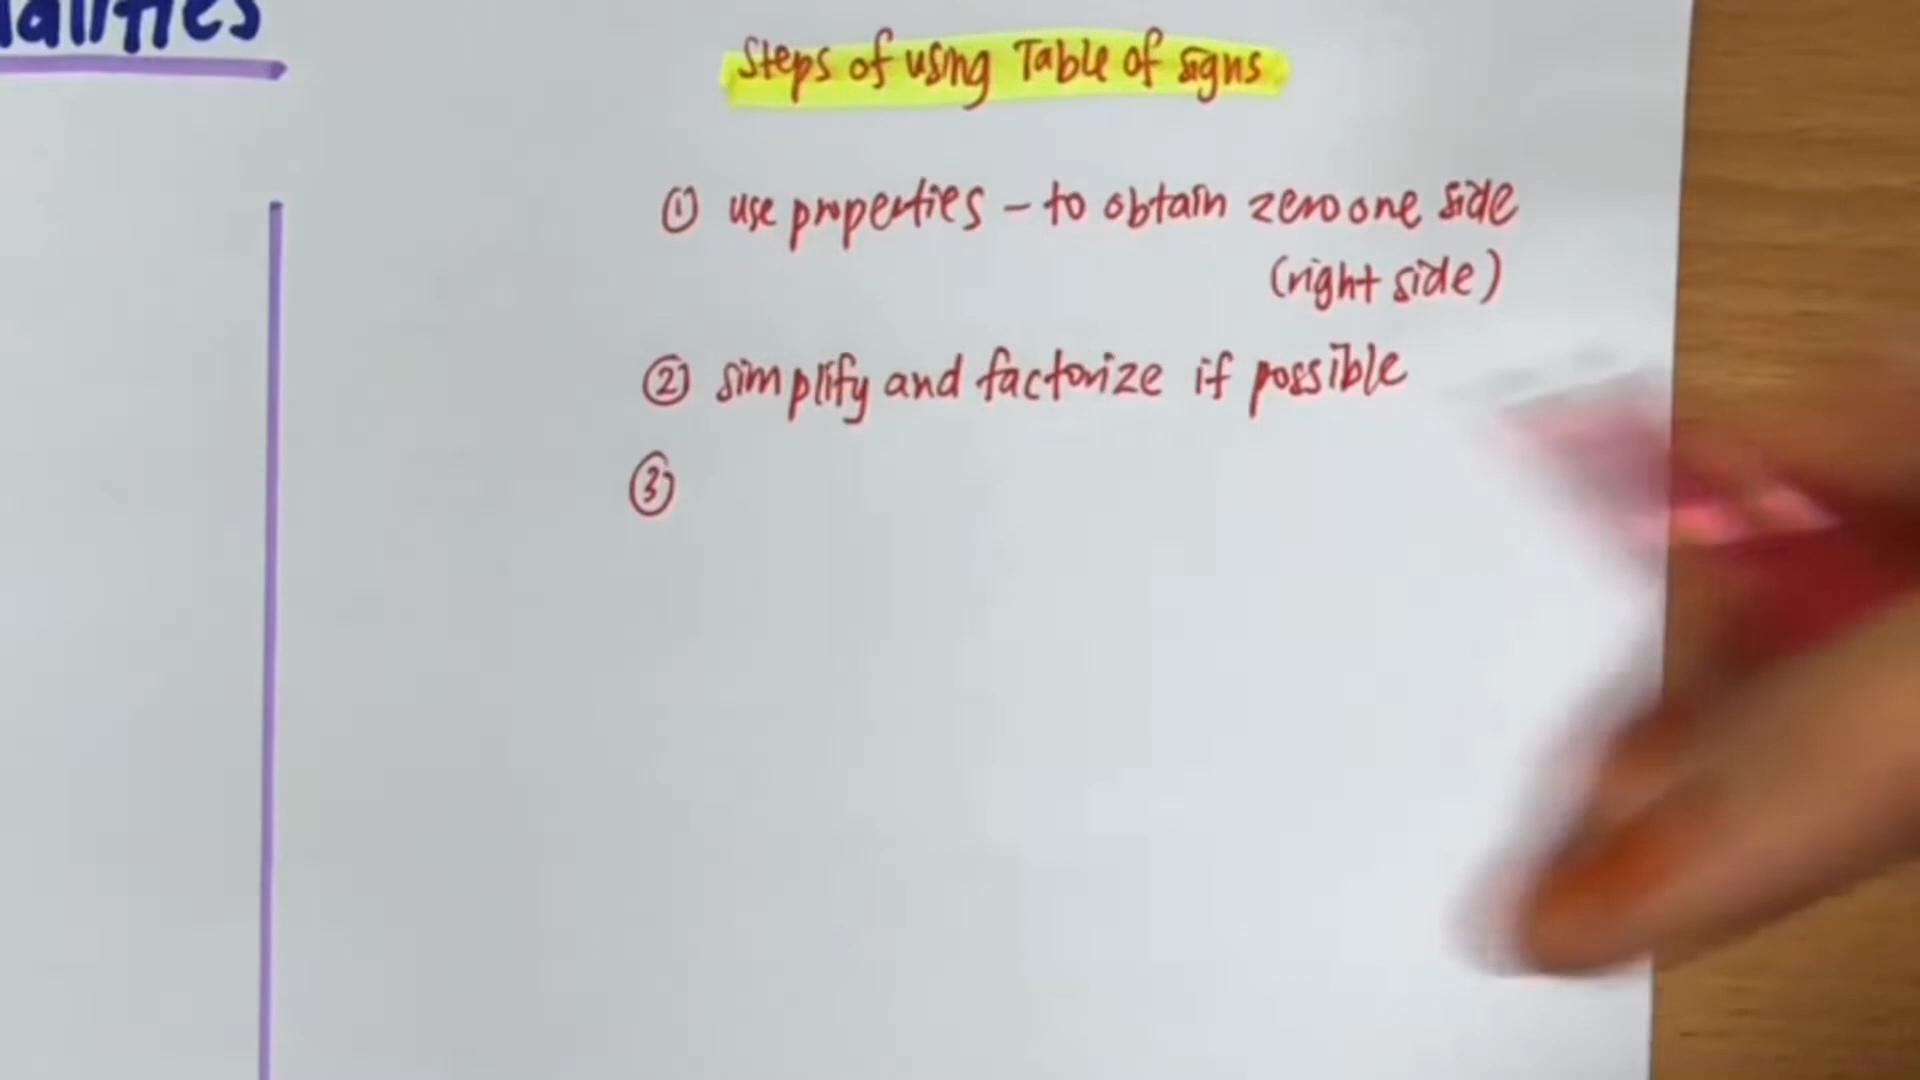 Steps of using Table of signs
① use properties - to obtain zero one side
(right side)
② simplify and factorize if possible
③